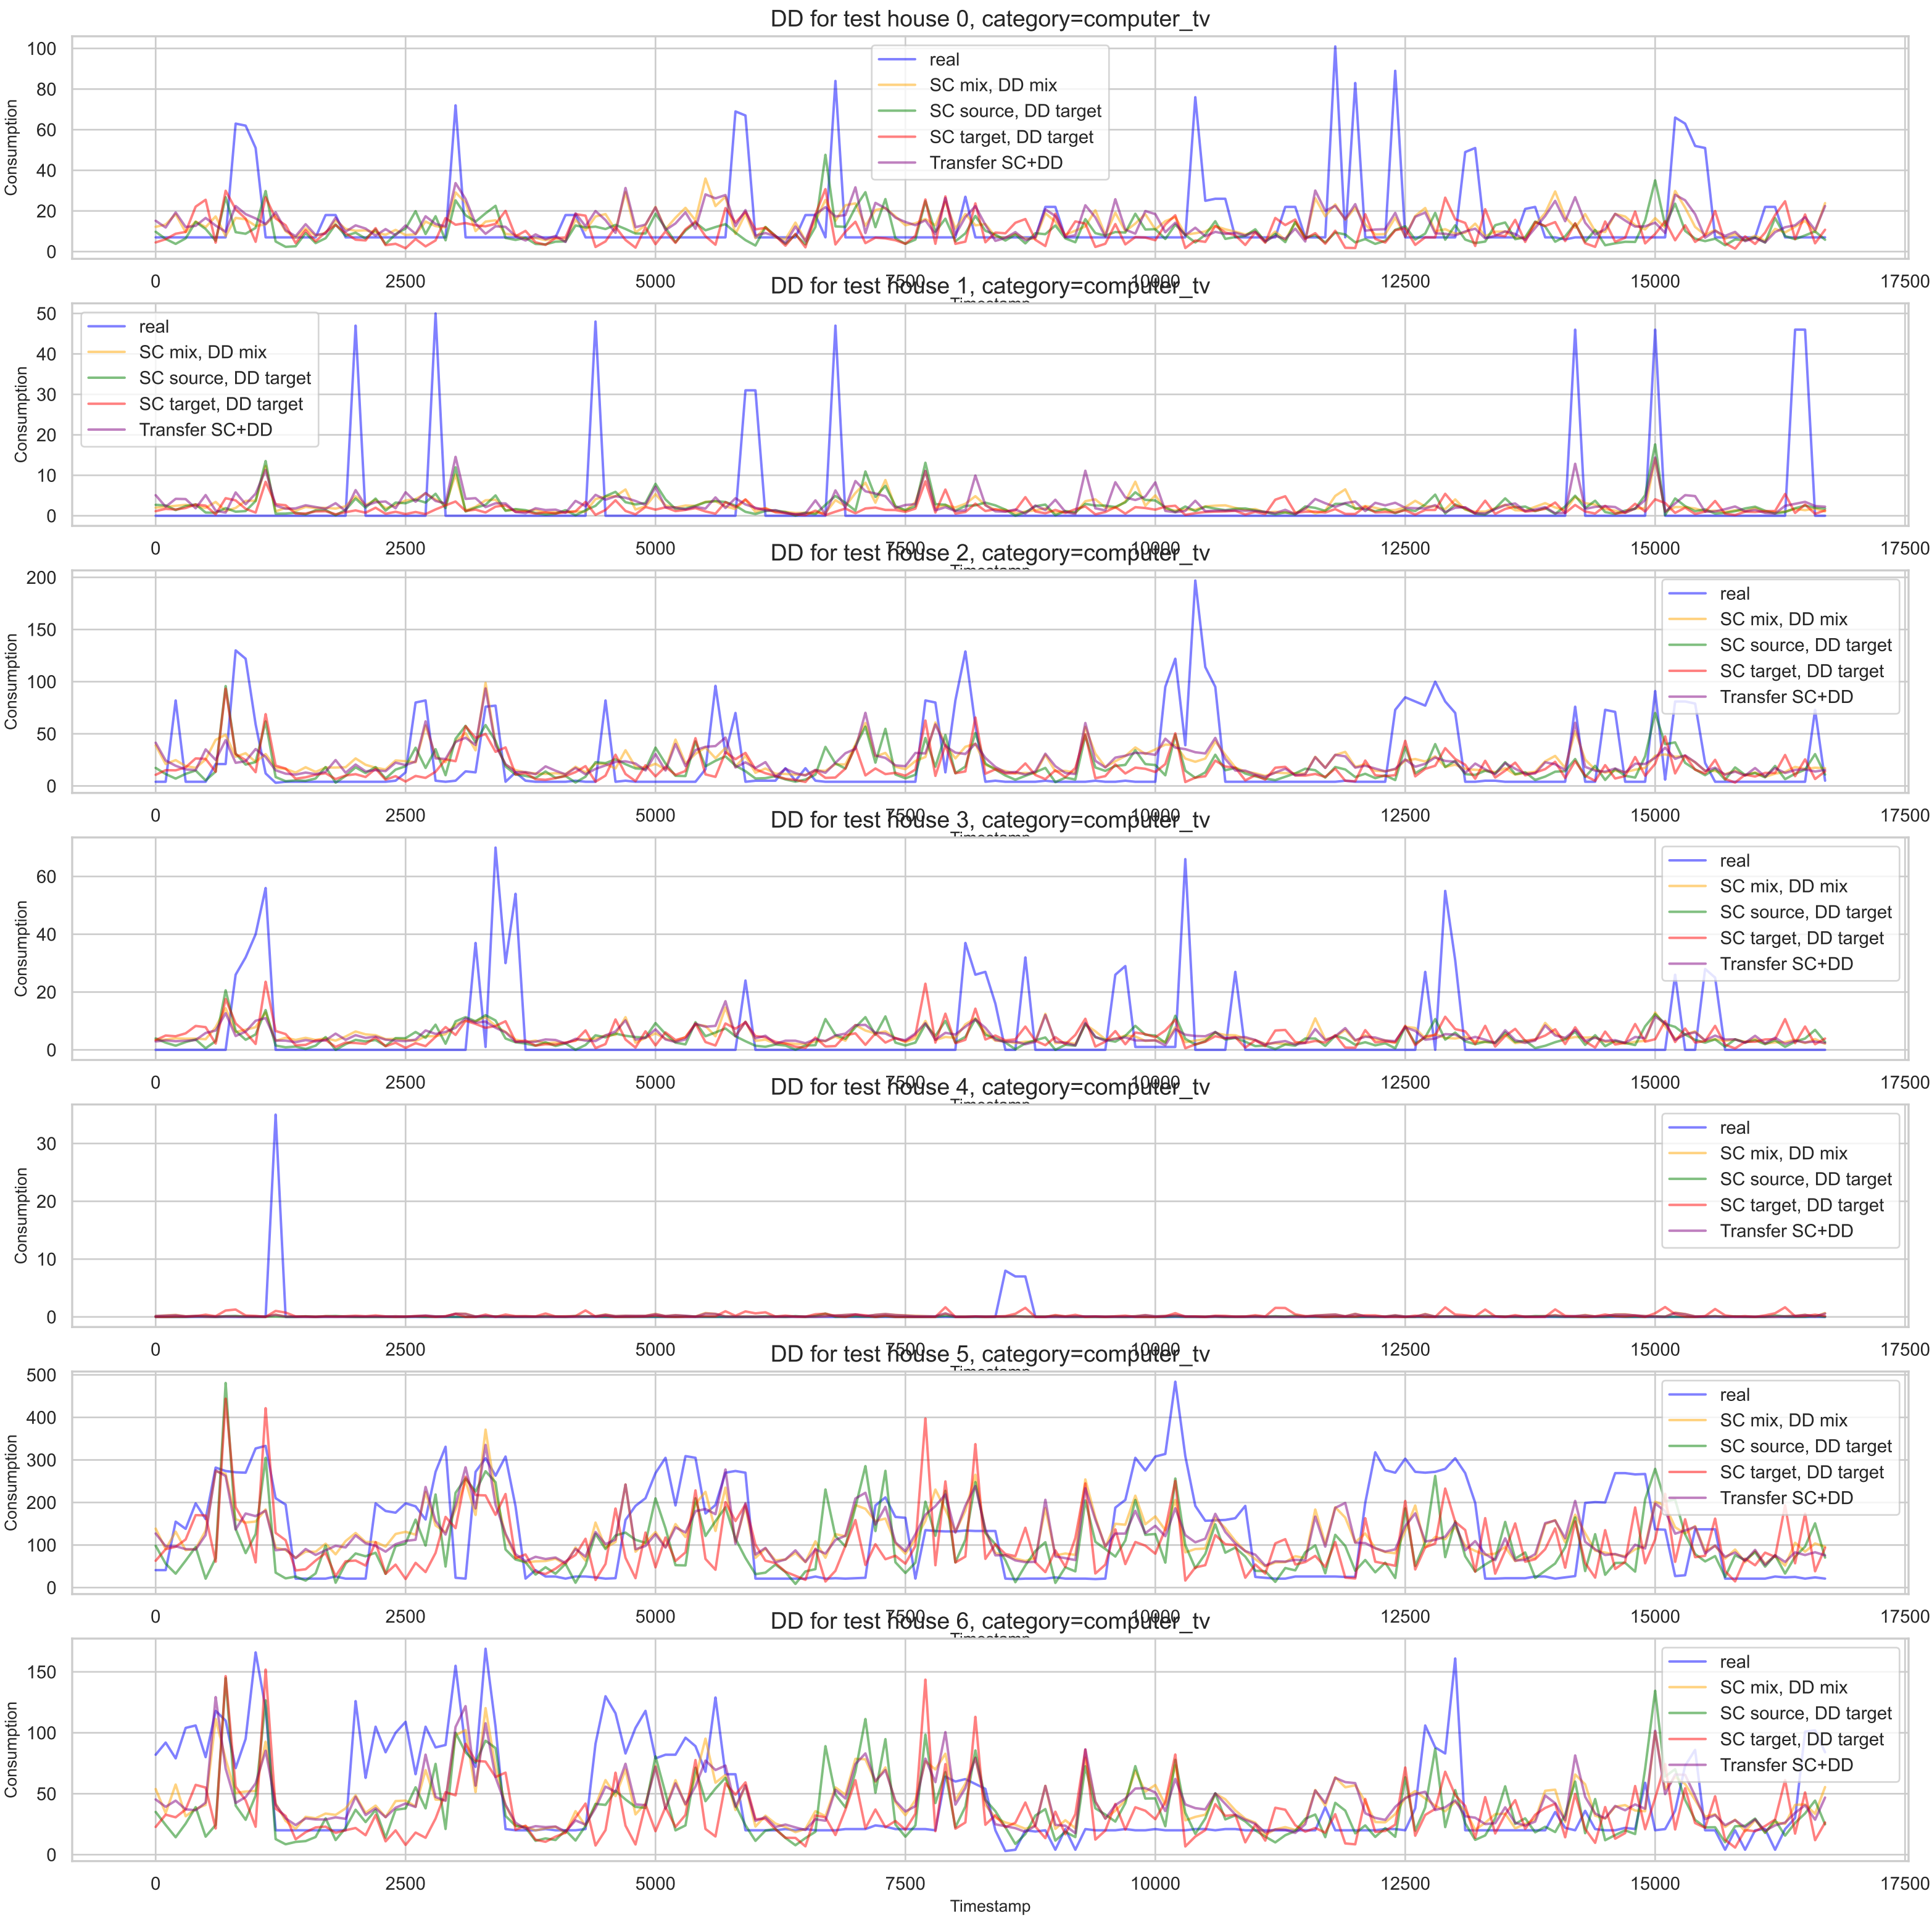 DD for test house 0, category=computer_tv
Consumption
100
80
60
40
20
0
real
SC mix, DD mix
SC source, DD target
SC target, DD target
Transfer SC+DD
0 2500 5000 7500 10000 12500 15000 17500
Timestamp
DD for test house 1, category=computer_tv
Consumption
50
40
30
20
10
0
real
SC mix, DD mix
SC source, DD target
SC target, DD target
Transfer SC+DD
0 2500 5000 7500 10000 12500 15000 17500
Timestamp
DD for test house 2, category=computer_tv
Consumption
200
150
100
50
0
real
SC mix, DD mix
SC source, DD target
SC target, DD target
Transfer SC+DD
0 2500 5000 7500 10000 12500 15000 17500
Timestamp
DD for test house 3, category=computer_tv
Consumption
60
40
20
0
real
SC mix, DD mix
SC source, DD target
SC target, DD target
Transfer SC+DD
0 2500 5000 7500 10000 12500 15000 17500
Timestamp
DD for test house 4, category=computer_tv
Consumption
30
20
10
0
real
SC mix, DD mix
SC source, DD target
SC target, DD target
Transfer SC+DD
0 2500 5000 7500 10000 12500 15000 17500
Timestamp
DD for test house 5, category=computer_tv
Consumption
500
400
300
200
100
0
real
SC mix, DD mix
SC source, DD target
SC target, DD target
Transfer SC+DD
0 2500 5000 7500 10000 12500 15000 17500
Timestamp
DD for test house 6, category=computer_tv
Consumption
150
100
50
0
real
SC mix, DD mix
SC source, DD target
SC target, DD target
Transfer SC+DD
0 2500 5000 7500 10000 12500 15000 17500
Timestamp